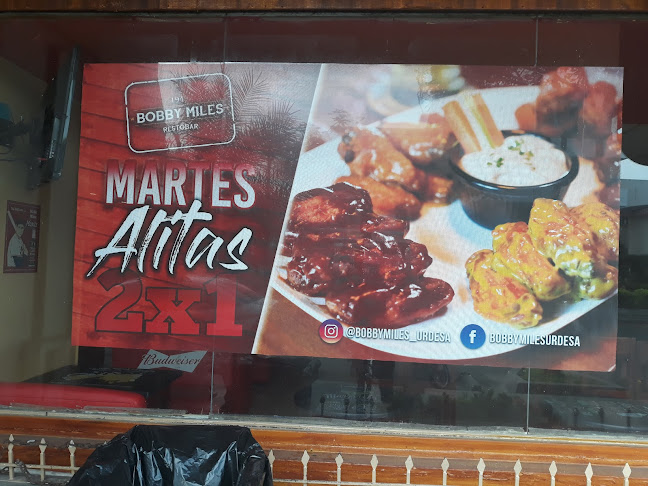 BOBBY MILES
RESTOBAR
MARTES
Alitas
2x1
@BOBBYMILES_URDESA
BOBBYMILESURDESA
Budweiser